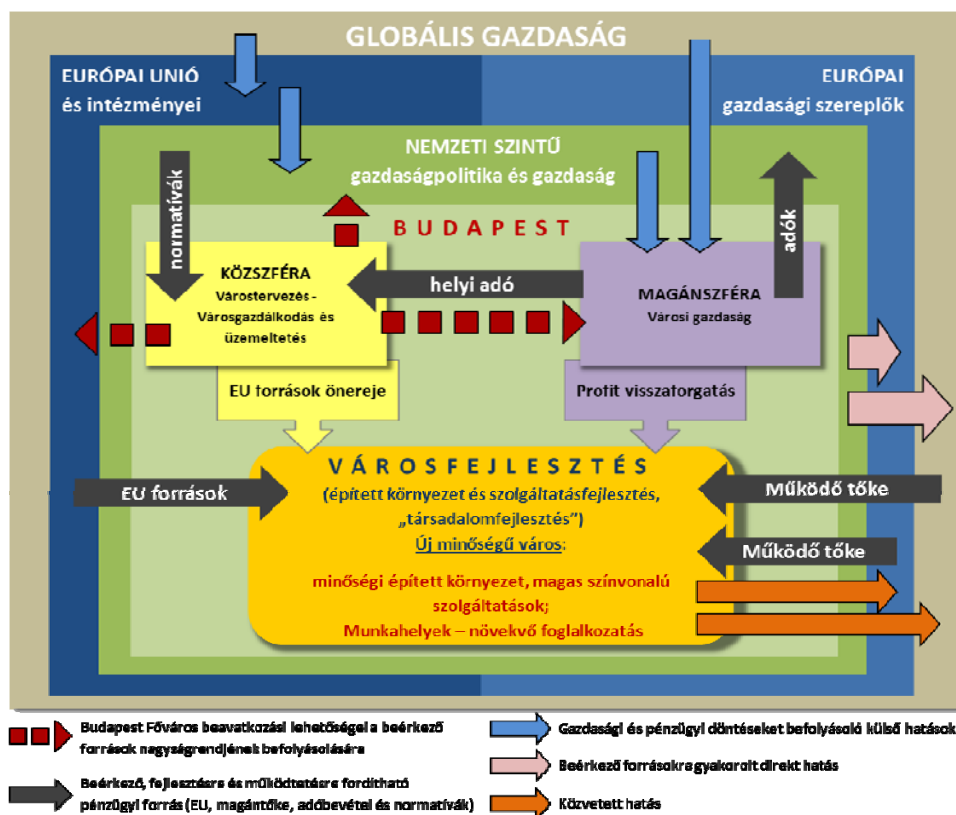 GLOBÁLIS GAZDASÁG
EURÓPAI UNIÓ
és intézményei
EURÓPAI
gazdasági szereplők
NEMZETI SZINTŰ
gazdaságpolitika és gazdaság
normatívák
adók
BUDAPEST
KÖZSZFÉRA
Várostervezés -
Városgazdálkodás és
üzemeltetés
helyi adó
MAGÁNSZFÉRA
Városi gazdaság
EU források önereje
Profit visszaforgatás
VÁROSFEJLESZTÉS
(épített környezet és szolgáltatásfejlesztés,
„társadalomfejlesztés”)
Új minőségű város:
minőségi épített környezet, magas színvonalú
szolgáltatások;
Munkahelyek – növekvő foglalkozatás
EU források
Működő tőke
Működő tőke
Budapest Főváros beavatkozási lehetőségei a beérkező
források nagyságrendjének befolyásolására
Beérkező, fejlesztésre és működtetésre fordítható
pénzügyi forrás (EU, magántőke, adóbevétel és normatívák)
Gazdasági és pénzügyi döntéseket befolyásoló külső hatások
Beérkező forrásokra gyakorolt direkt hatás
Közvetett hatás